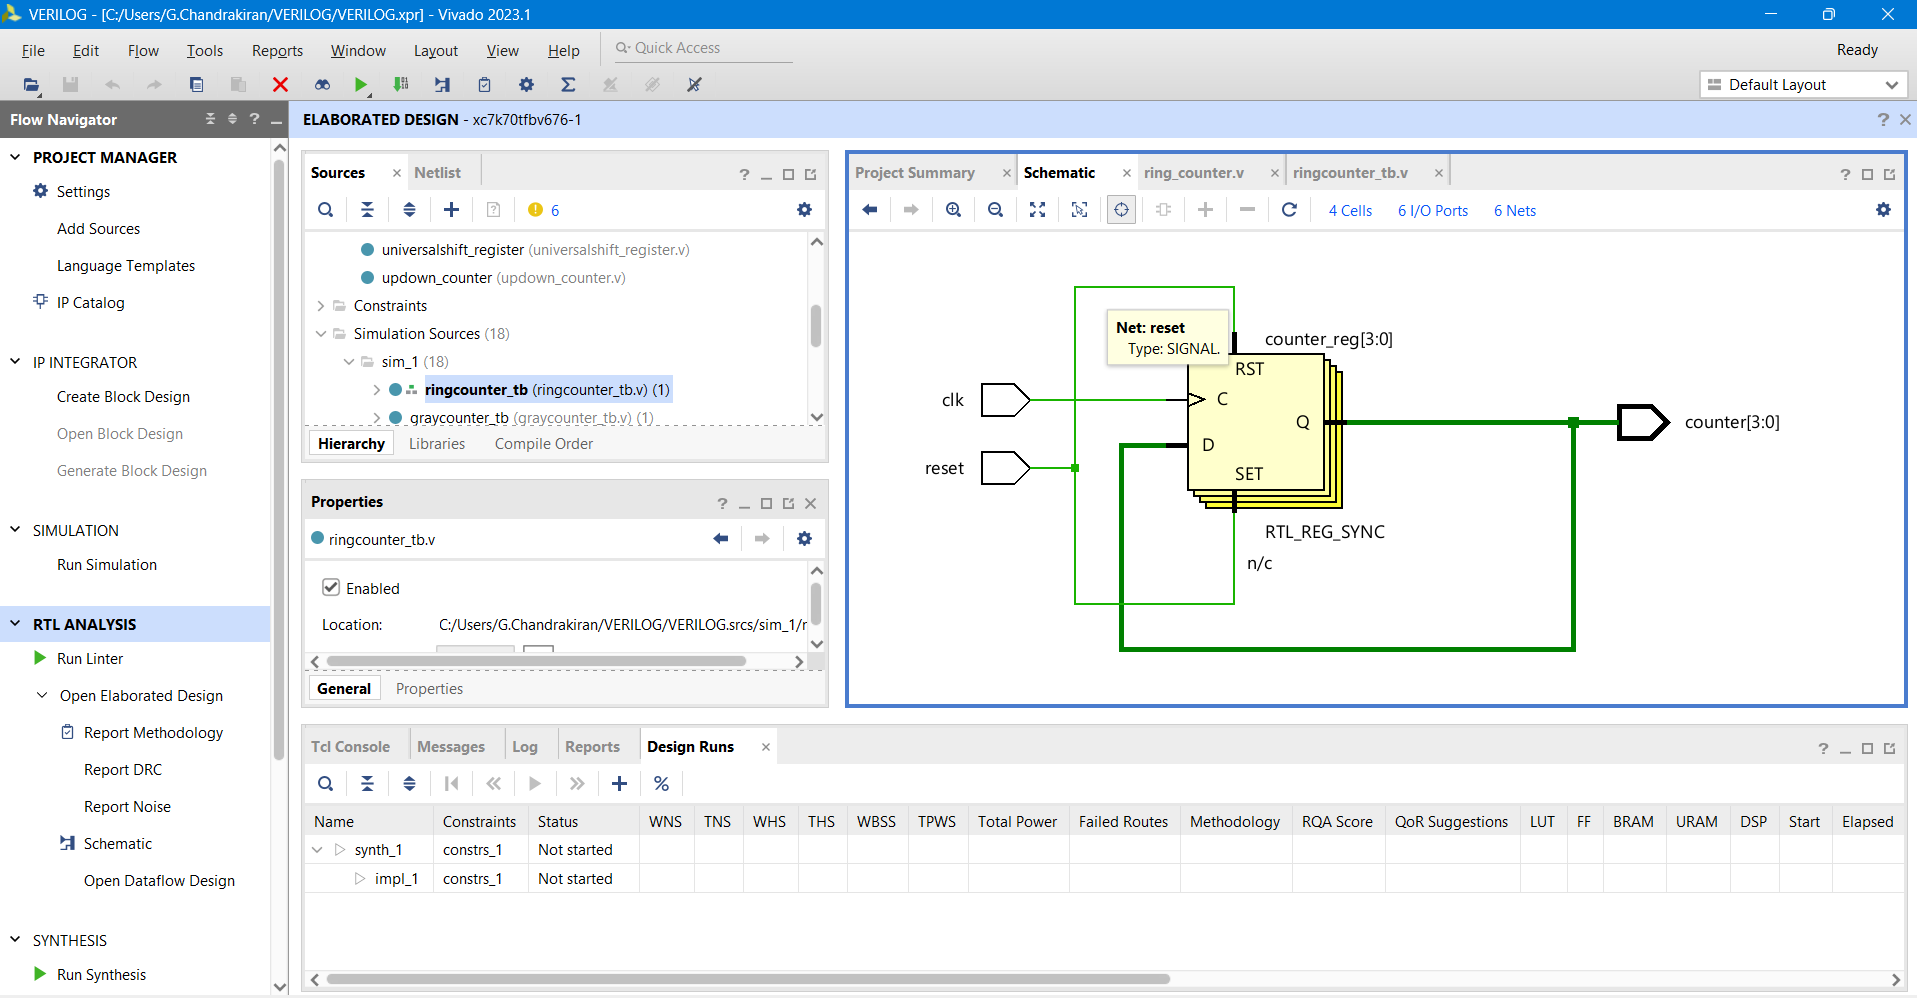 VERILOG - [C:/Users/G.Chandrakiran/VERILOG/VERILOG.xpr] - Vivado 2023.1
File Edit Flow Tools Reports Window Layout View Help Quick Access
Ready
Default Layout
Flow Navigator
PROJECT MANAGER
Settings
Add Sources
Language Templates
IP Catalog
IP INTEGRATOR
Create Block Design
Open Block Design
Generate Block Design
SIMULATION
Run Simulation
RTL ANALYSIS
Run Linter
Open Elaborated Design
Report Methodology
Report DRC
Report Noise
Schematic
Open Dataflow Design
SYNTHESIS
Run Synthesis
ELABORATED DESIGN - xc7k70tfbv676-1
Sources Netlist
6
universalshift_register (universalshift_register.v)
updown_counter (updown_counter.v)
Constraints
Simulation Sources (18)
sim_1 (18)
ringcounter_tb (ringcounter_tb.v) (1)
graycounter_tb (graycounter_tb.v) (1)
Hierarchy Libraries Compile Order
Properties
ringcounter_tb.v
Enabled
Location: C:/Users/G.Chandrakiran/VERILOG/VERILOG.srcs/sim_1/r
General Properties
Project Summary Schematic ring_counter.v ringcounter_tb.v
4 Cells 6 I/O Ports 6 Nets
Net: reset
Type: SIGNAL.
counter_reg[3:0]
RST
clk
C
Q
counter[3:0]
D
reset
SET
RTL_REG_SYNC
n/c
Tcl Console Messages Log Reports Design Runs
Name Constraints Status WNS TNS WHS THS WBSS TPWS Total Power Failed Routes Methodology RQA Score QoR Suggestions LUT FF BRAM URAM DSP Start Elapsed
synth_1 constrs_1 Not started
impl_1 constrs_1 Not started